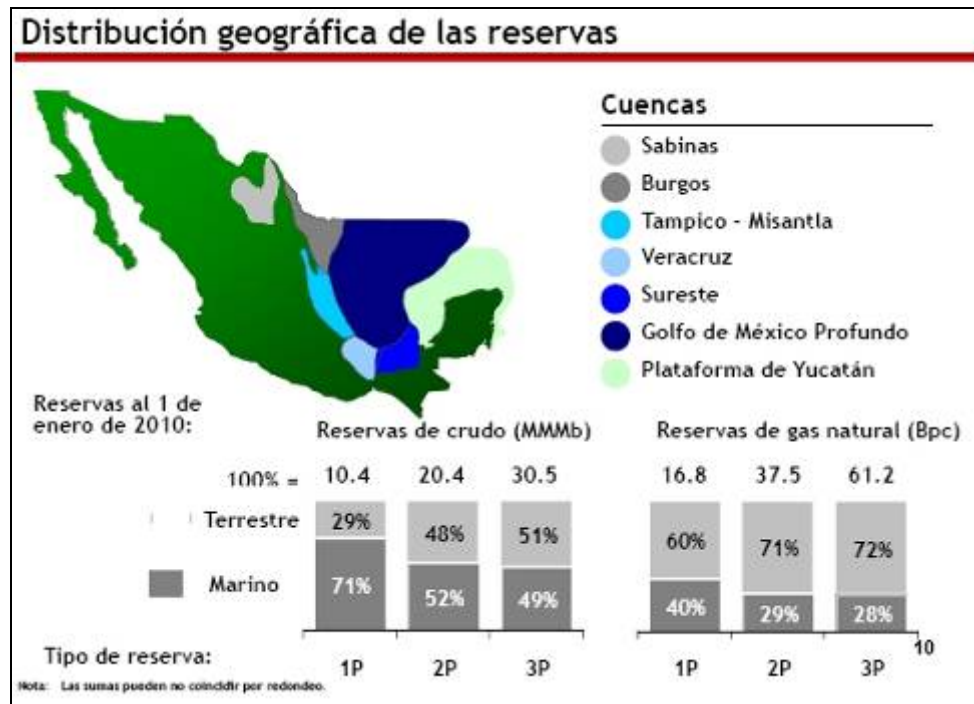 Distribución geográfica de las reservas
Cuencas
Sabinas
Burgos
Tampico - Misantla
Veracruz
Sureste
Golfo de México Profundo
Plataforma de Yucatán
Reservas al 1 de
enero de 2010:
Reservas de crudo (MMMb)
Reservas de gas natural (Bpc)
100% =
10.4
20.4
30.5
16.8
37.5
61.2
Terrestre
29%
48%
51%
60%
71%
72%
Marino
71%
52%
49%
40%
29%
28%
10
Tipo de reserva:
1P
2P
3P
1P
2P
3P
Nota: Las sumas pueden no coincidir por redondeo.